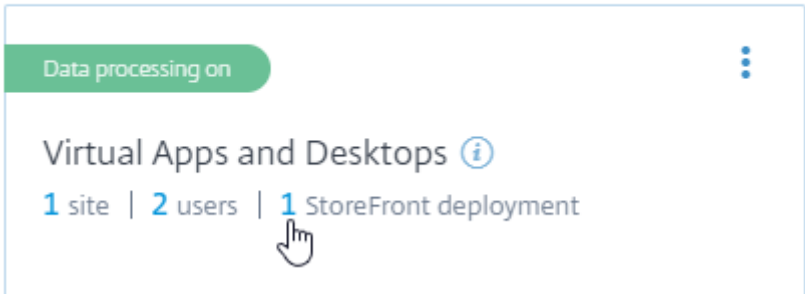 Data processing on
Virtual Apps and Desktops i
1 site | 2 users | 1 StoreFront deployment